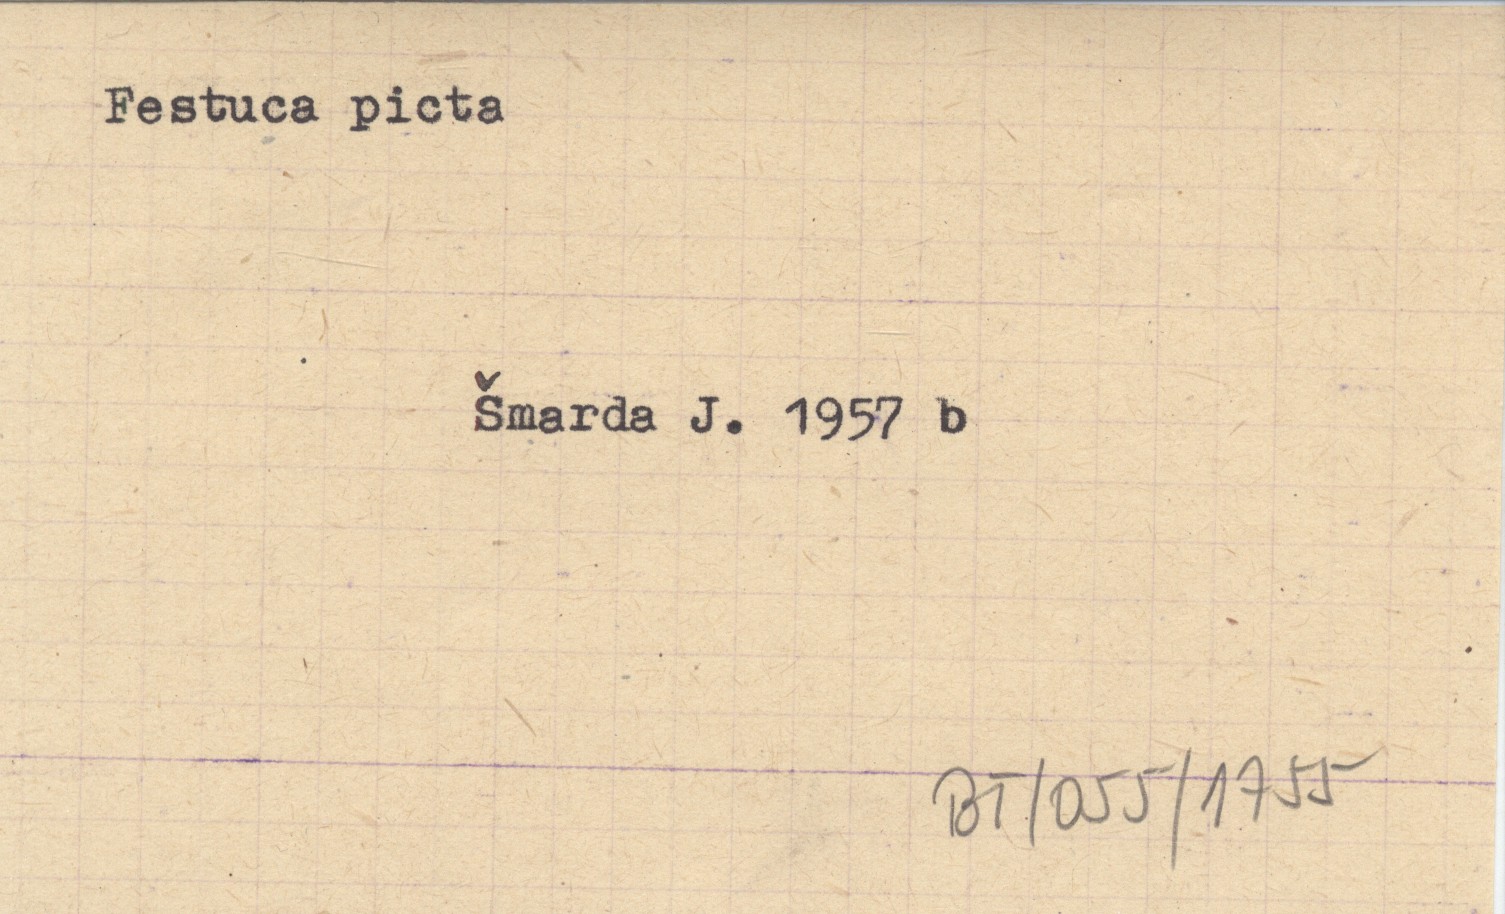 Festuca picta
Šmarda J. 1957 b
BT/055/1755